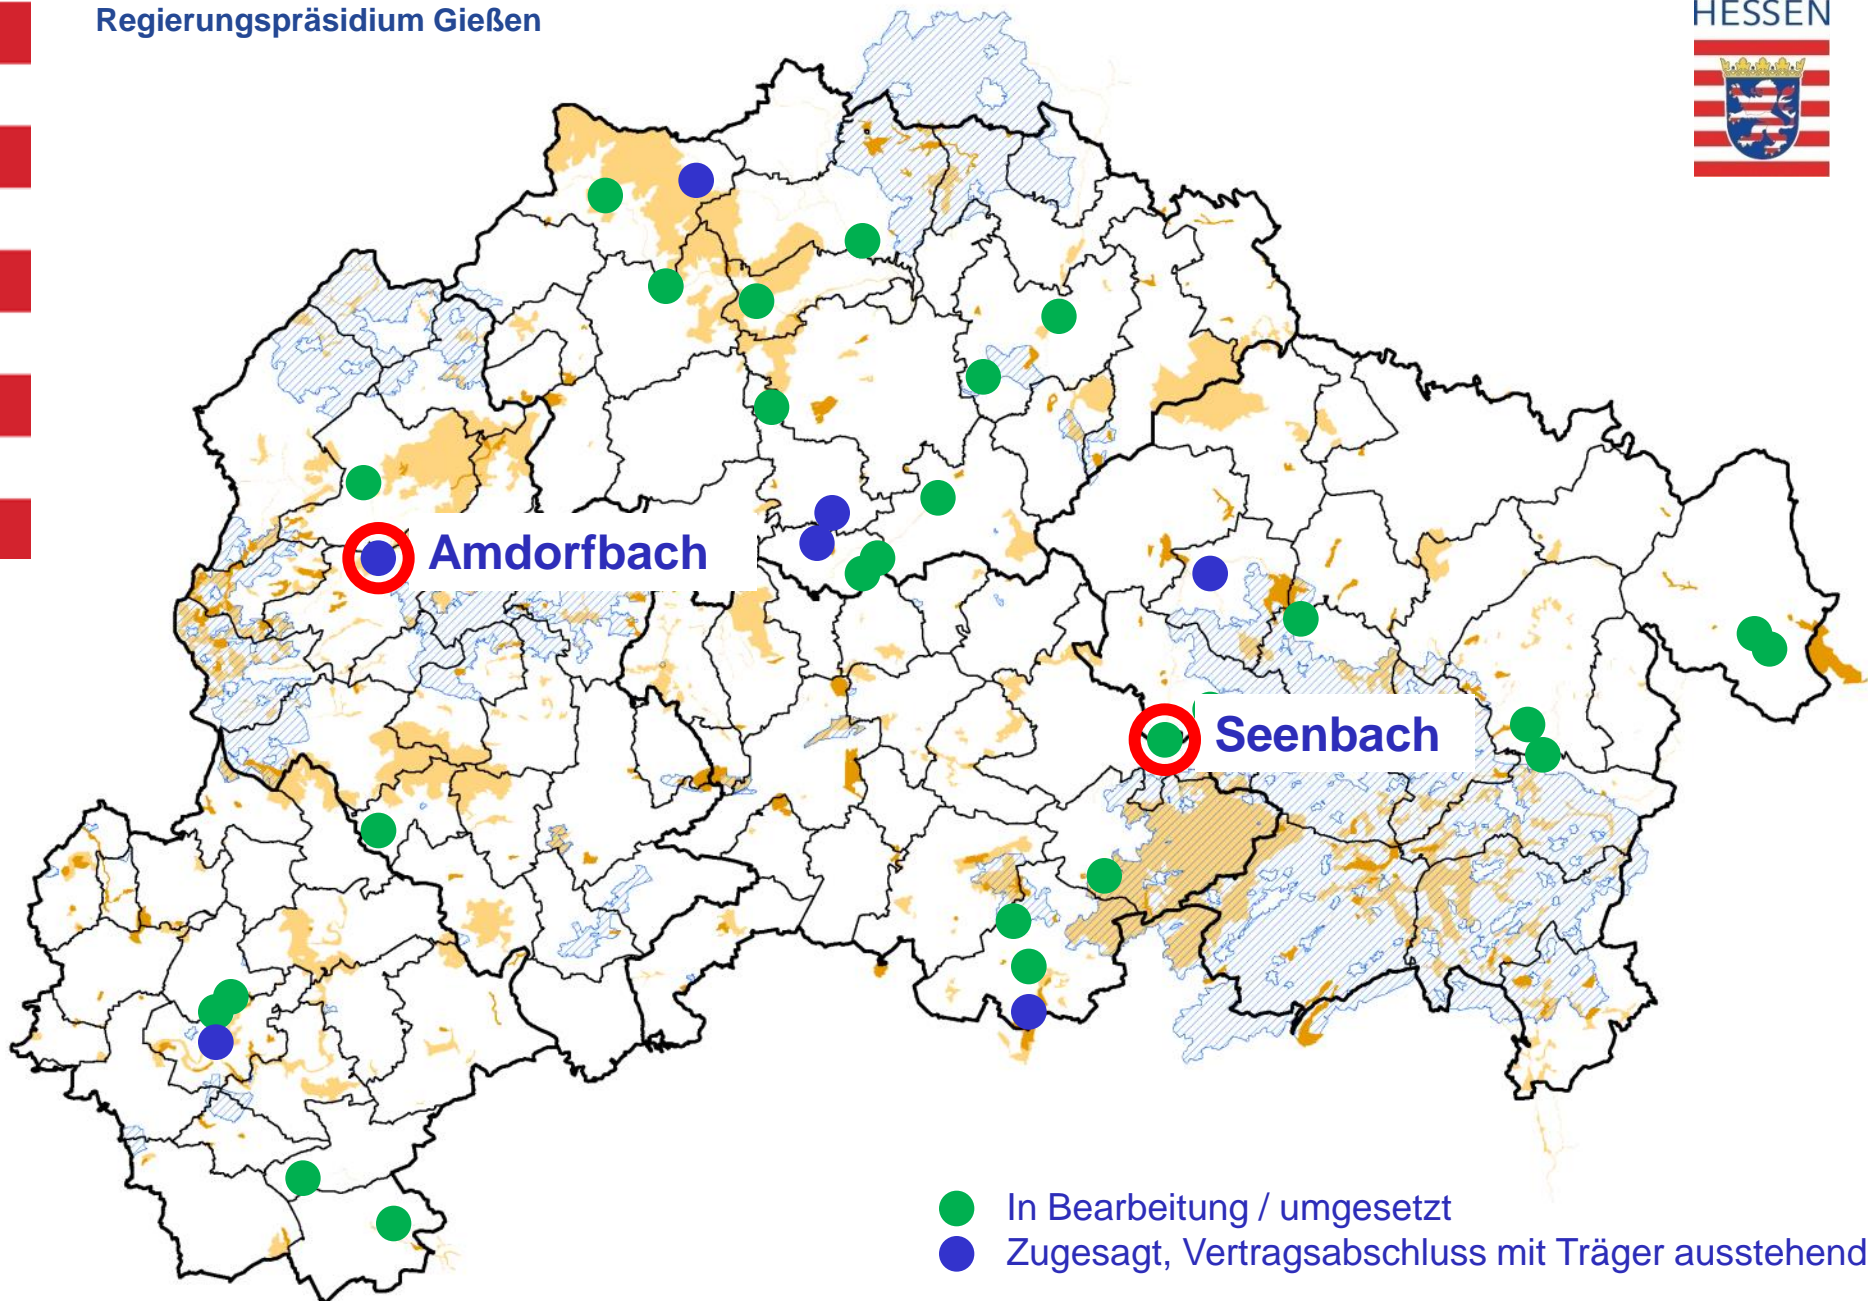 Regierungspräsidium Gießen
HESSEN
Amdorfbach
Seenbach
In Bearbeitung / umgesetzt
Zugesagt, Vertragsabschluss mit Träger ausstehend